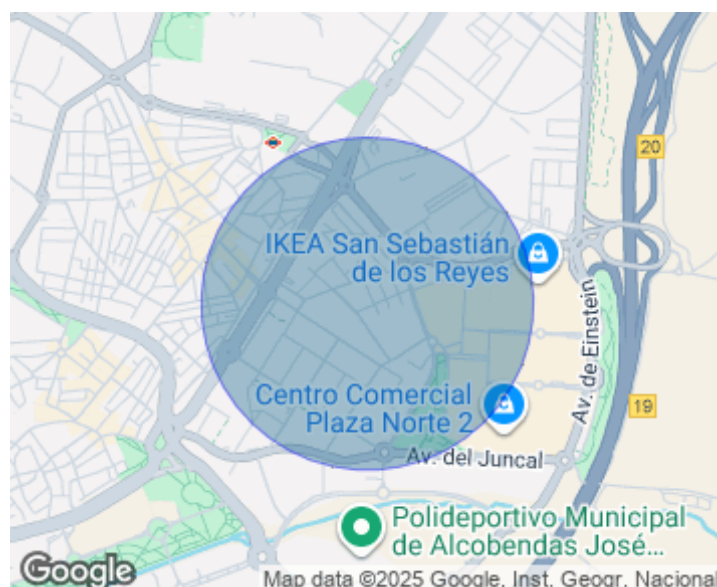 20
IKEA San Sebastián
de los Reyes
Av. de Einstein
19
Centro Comercial
Plaza Norte 2
Av. del Juncal
Polideportivo Municipal
de Alcobendas José...
Google
Map data ©2025 Google, Inst. Geogr. Nacional